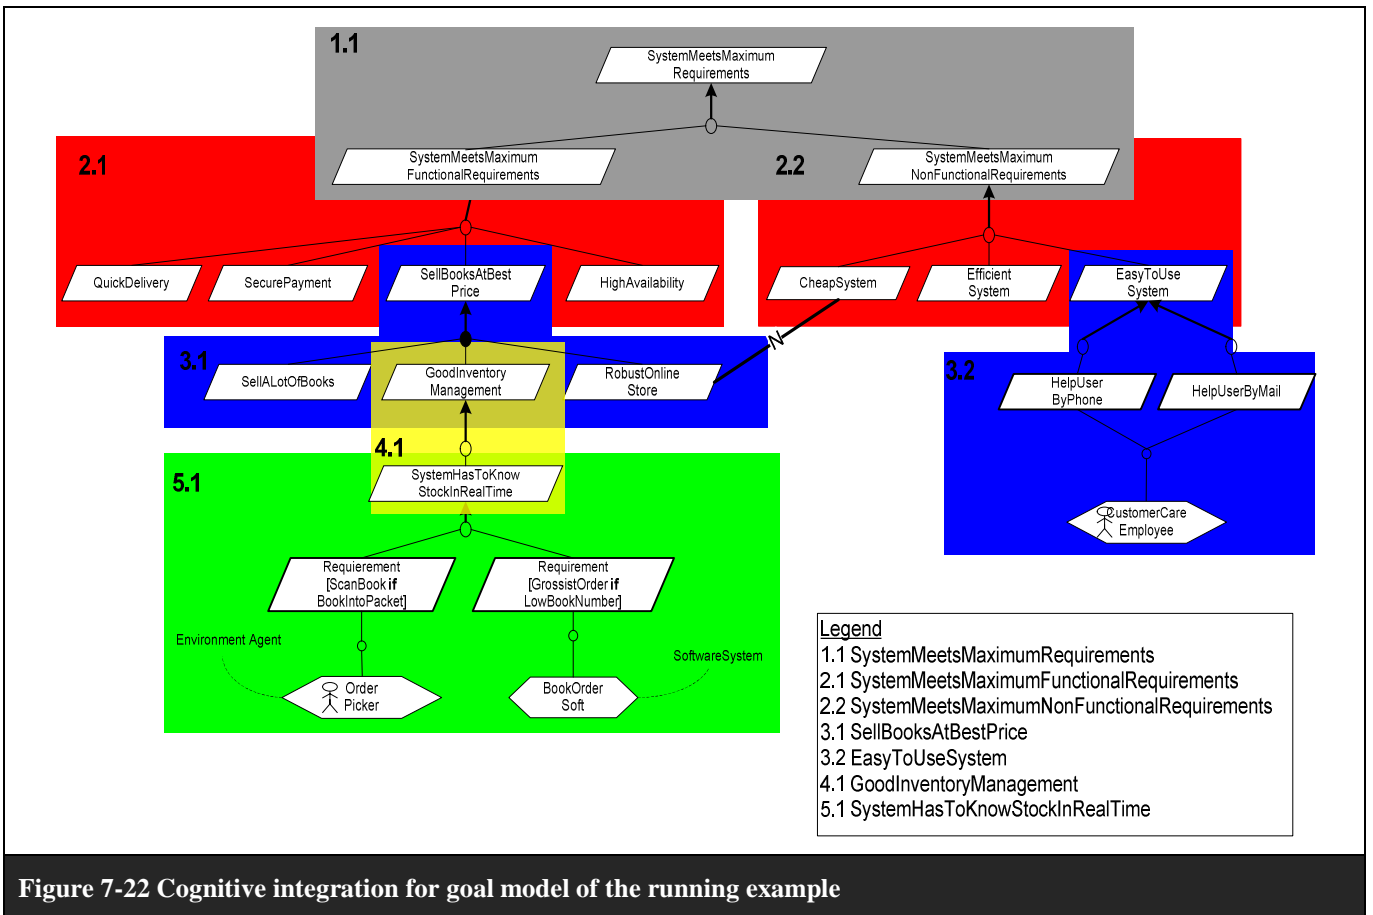 1.1
SystemMeetsMaximum
Requirements
2.1
SystemMeetsMaximum
FunctionalRequirements
2.2
SystemMeetsMaximum
NonFunctionalRequirements
QuickDelivery
SecurePayment
SellBooksAtBest
Price
HighAvailability
CheapSystem
Efficient
System
EasyToUse
System
N
3.1
SellALotOfBooks
GoodInventory
Management
RobustOnline
Store
3.2
HelpUser
ByPhone
HelpUserByMail
4.1
SystemHasToKnow
StockInRealTime
5.1
CustomerCare
Employee
Requierement
[ScanBook if
BookIntoPacket]
Requirement
[GrossistOrder if
LowBookNumber]
Environment Agent
SoftwareSystem
Order
Picker
BookOrder
Soft
Legend
1.1 SystemMeetsMaximumRequirements
2.1 SystemMeetsMaximumFunctionalRequirements
2.2 SystemMeetsMaximumNonFunctionalRequirements
3.1 SellBooksAtBestPrice
3.2 EasyToUseSystem
4.1 GoodInventoryManagement
5.1 SystemHasToKnowStockInRealTime
Figure 7-22 Cognitive integration for goal model of the running example